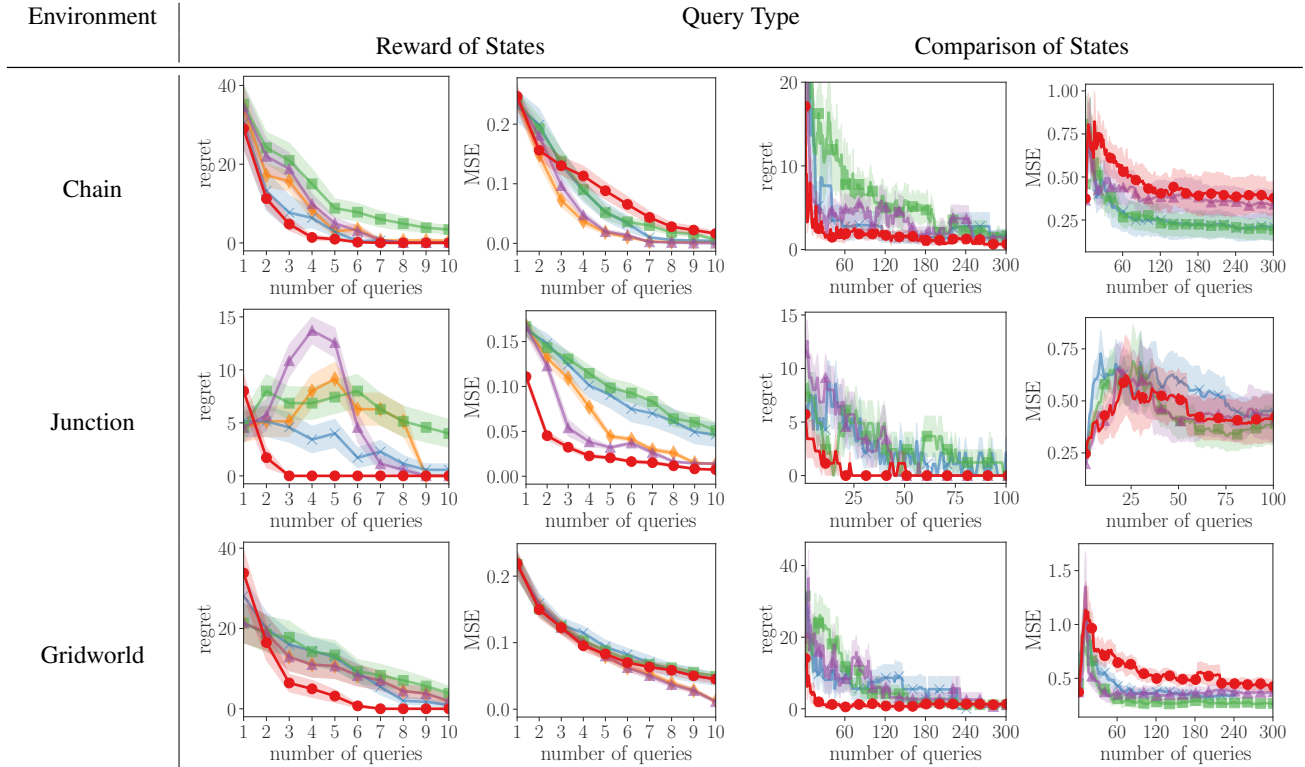 Environment
Query Type
Reward of States
Comparison of States
Chain
regret
40
20
0
1 2 3 4 5 6 7 8 9 10
number of queries
MSE
0.2
0.1
0.0
1 2 3 4 5 6 7 8 9 10
number of queries
regret
20
10
0
60 120 180 240 300
number of queries
MSE
1.00
0.75
0.50
0.25
60 120 180 240 300
number of queries
Junction
regret
15
10
5
0
1 2 3 4 5 6 7 8 9 10
number of queries
MSE
0.15
0.10
0.05
0.00
1 2 3 4 5 6 7 8 9 10
number of queries
regret
15
10
5
0
25 50 75 100
number of queries
MSE
0.75
0.50
0.25
25 50 75 100
number of queries
Gridworld
regret
40
20
0
1 2 3 4 5 6 7 8 9 10
number of queries
MSE
0.2
0.1
0.0
1 2 3 4 5 6 7 8 9 10
number of queries
regret
40
20
0
60 120 180 240 300
number of queries
MSE
1.5
1.0
0.5
60 120 180 240 300
number of queries